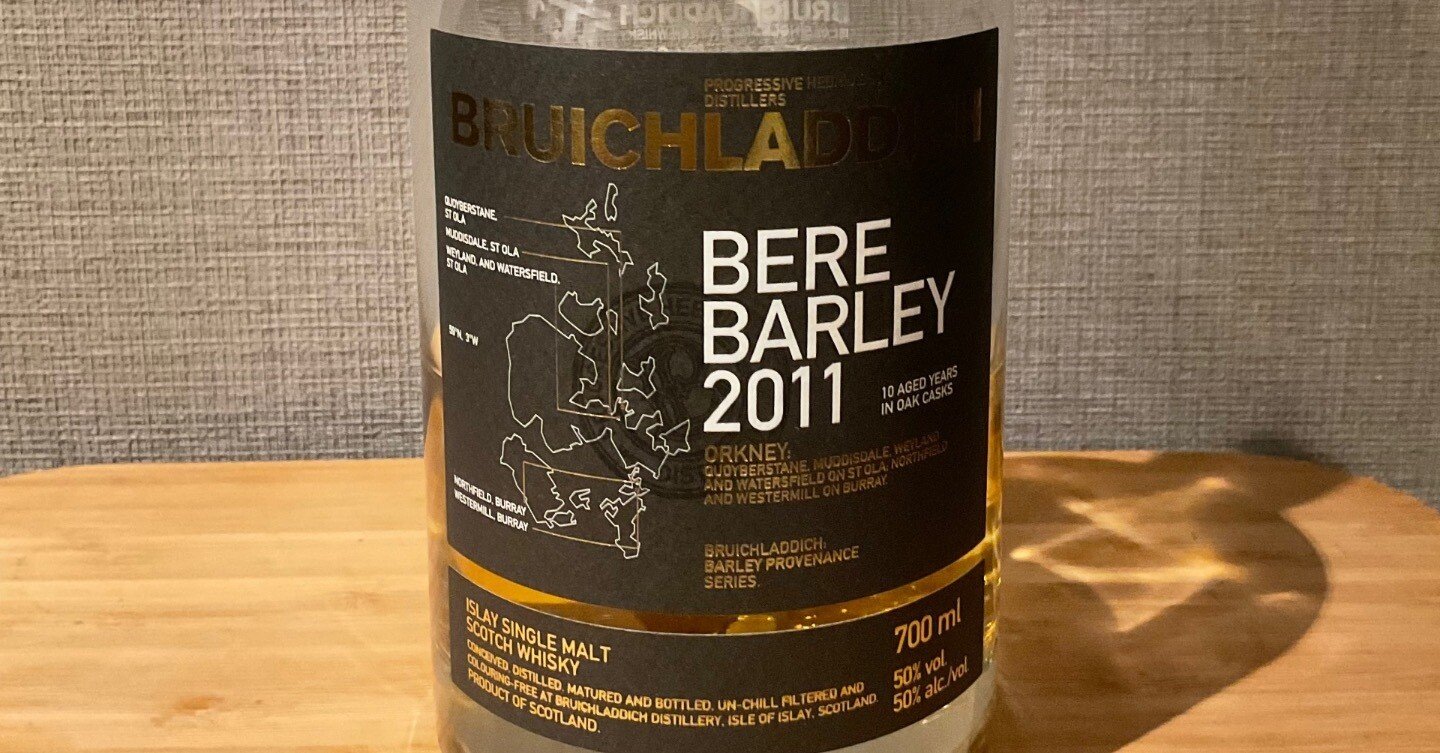 PROGRESSIVE
DISTILLERS
BRUICHLADDICH
QUOYBERSTANE,
ST OLA
MUDDISDALE, ST OLA
WEYLAND, AND WATERSFIELD,
ST OLA
59°N, 3°W
BERE
BARLEY
2011
10 AGED YEARS
IN OAK CASKS
ORKNEY:
QUOYBERSTANE, MUDDISDALE, WEYLAND
AND WATERSFIELD ON ST OLA; NORTHFIELD
AND WESTERMILL ON BURRAY
NORTHFIELD, BURRAY
WESTERMILL, BURRAY
BRUICHLADDICH:
BARLEY PROVENANCE
SERIES.
ISLAY SINGLE MALT
SCOTCH WHISKY
CONCEIVED, DISTILLED, MATURED AND BOTTLED, UN-CHILL FILTERED AND
COLOURING-FREE AT BRUICHLADDICH DISTILLERY, ISLE OF ISLAY, SCOTLAND.
PRODUCT OF SCOTLAND.
700 ml
50% vol.
50% alc./vol